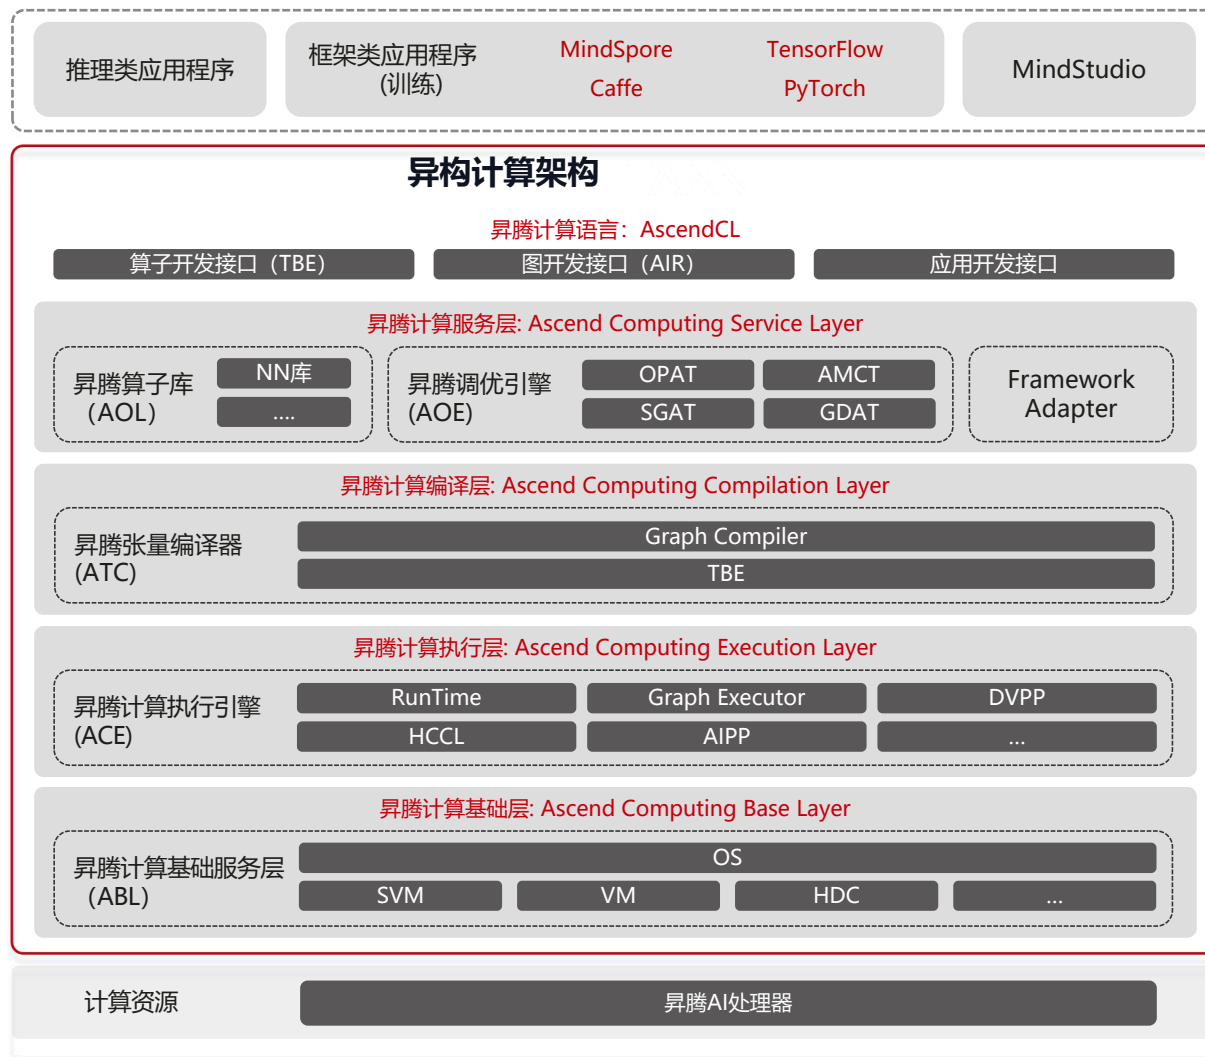 推理类应用程序
框架类应用程序
(训练)
MindSpore
TensorFlow
Caffe
PyTorch
MindStudio
异构计算架构
昇腾计算语言：AscendCL
算子开发接口（TBE）
图开发接口（AIR）
应用开发接口
昇腾计算服务层: Ascend Computing Service Layer
昇腾算子库
（AOL）
NN库
....
昇腾调优引擎
(AOE)
OPAT
AMCT
SGAT
GDAT
Framework
Adapter
昇腾计算编译层: Ascend Computing Compilation Layer
昇腾张量编译器
(ATC)
Graph Compiler
TBE
昇腾计算执行层: Ascend Computing Execution Layer
昇腾计算执行引擎
(ACE)
RunTime
Graph Executor
DVPP
HCCL
AIPP
...
昇腾计算基础层: Ascend Computing Base Layer
昇腾计算基础服务层
（ABL)
OS
SVM
VM
HDC
...
计算资源
昇腾AI处理器